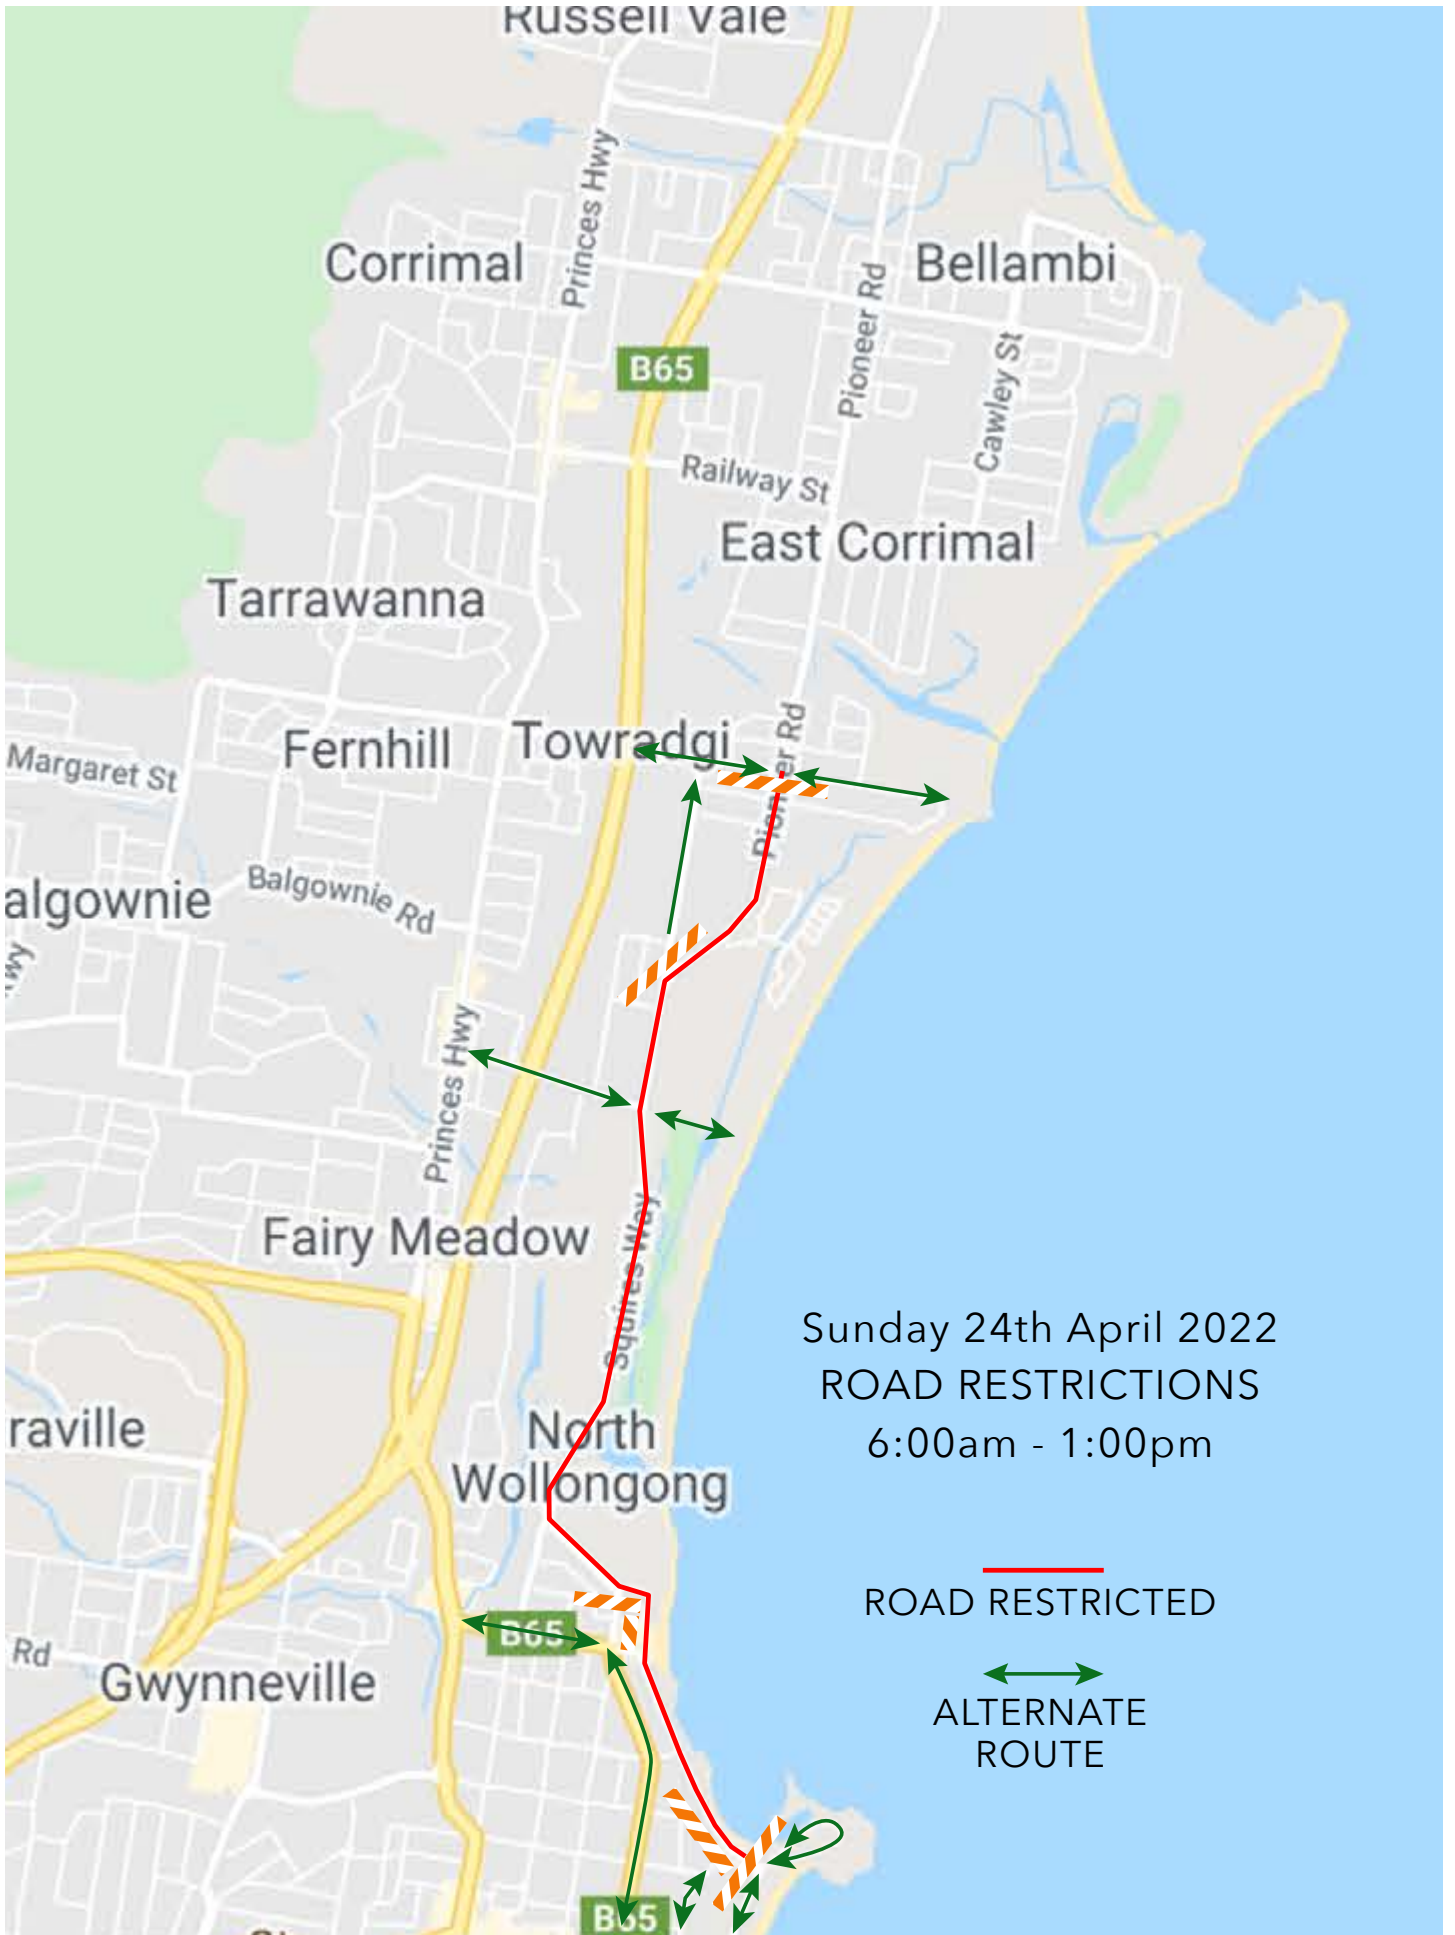 Russell Vale
Princes Hwy
Corrimal
Bellambi
Pioneer Rd
B65
Cawley St
Railway St
East Corrimal
Tarrawanna
Pioneer Rd
Towradgi
Fernhill
Margaret St
Balgownie Rd
algownie
Princes Hwy
Fairy Meadow
Squires Way
Sunday 24th April 2022
ROAD RESTRICTIONS
6:00am - 1:00pm
North
Wollongong
raville
ROAD RESTRICTED
B65
Rd
Gwynneville
ALTERNATE
ROUTE
B65